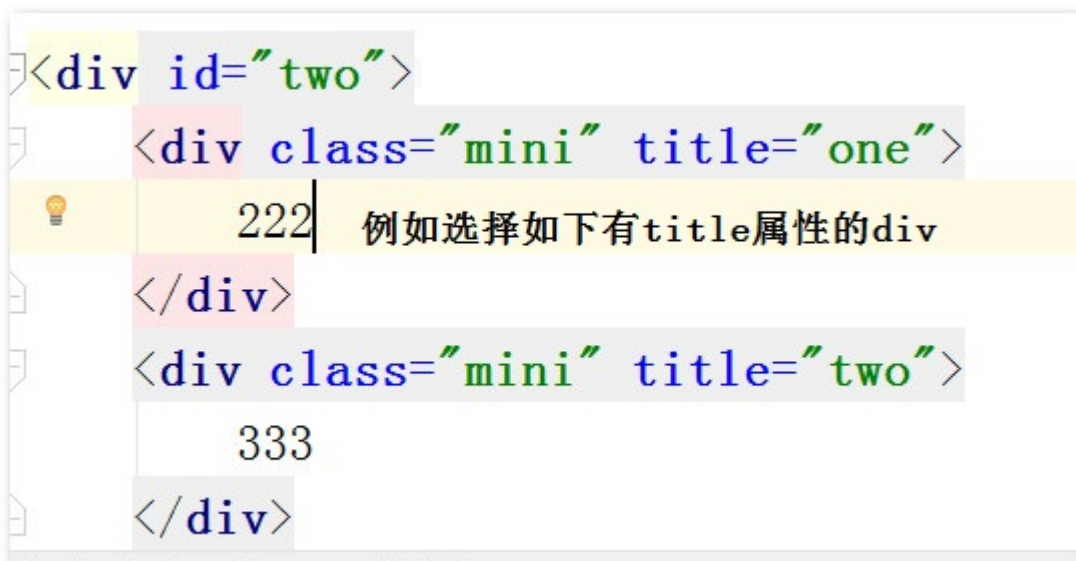 <div id="two">
<div class="mini" title="one">
222 例如选择如下有title属性的div
</div>
<div class="mini" title="two">
333
</div>